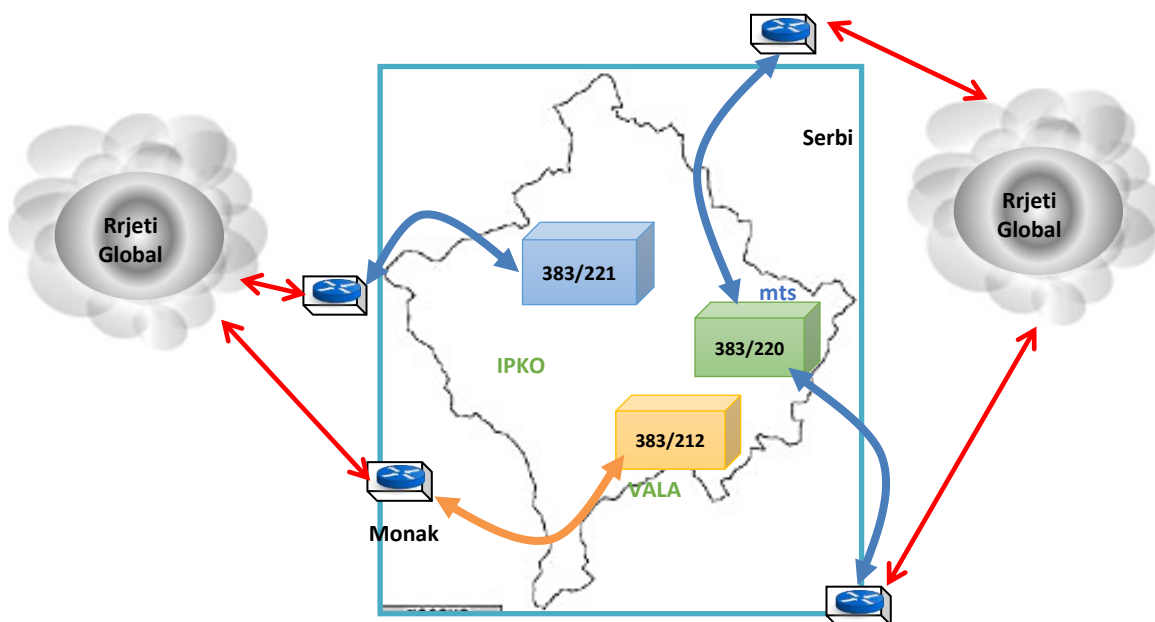 Serbi
Rrjeti
Global
Rrjeti
Global
383/221
mts
383/220
IPKO
383/212
VALA
Monak